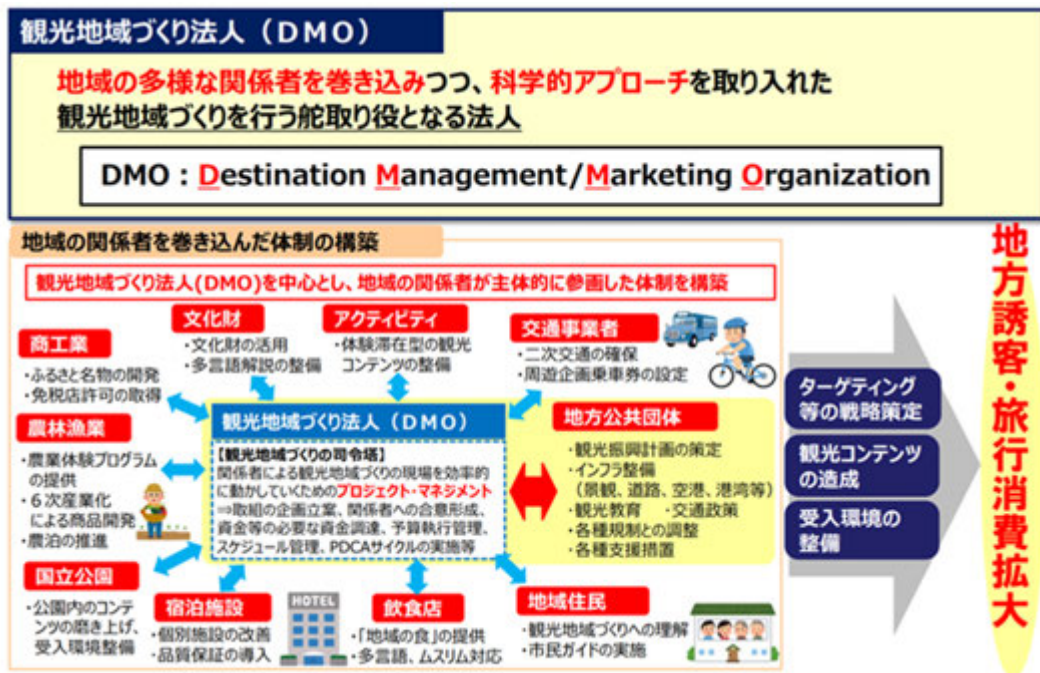 観光地域づくり法人（DMO）
地域の多様な関係者を巻き込みつつ、科学的アプローチを取り入れた
観光地域づくりを行う舵取り役となる法人
DMO : Destination Management/Marketing Organization
地域の関係者を巻き込んだ体制の構築
観光地域づくり法人(DMO)を中心とし、地域の関係者が主体的に参画した体制を構築
文化財
・文化財の活用
・多言語解説の整備
アクティビティ
・体験滞在型の観光
コンテンツの整備
交通事業者
・二次交通の確保
・周遊企画乗車券の設定
商工業
・ふるさと名物の開発
・免税店許可の取得
農林漁業
・農業体験プログラム
の提供
・６次産業化
による商品開発
・農泊の推進
観光地域づくり法人（DMO）
【観光地域づくりの司令塔】
関係者による観光地域づくりの現場を効率的
に動かしていくためのプロジェクト・マネジメント
⇒取組の企画立案、関係者への合意形成、
資金等の必要な資金調達、予算執行管理、
スケジュール管理、PDCAサイクルの実施等
地方公共団体
・観光振興計画の策定
・インフラ整備
（景観、道路、空港、港湾等）
・観光教育 ・交通政策
・各種規制との調整
・各種支援措置
国立公園
・公園内のコンテ
ンツの磨き上げ、
受入環境整備
宿泊施設
・個別施設の改善
・品質保証の導入
HOTEL
飲食店
・「地域の食」の提供
・多言語、ムスリム対応
地域住民
・観光地域づくりへの理解
・市民ガイドの実施
ターゲティング
等の戦略策定
観光コンテンツ
の造成
受入環境の
整備
地方誘客・旅行消費拡大